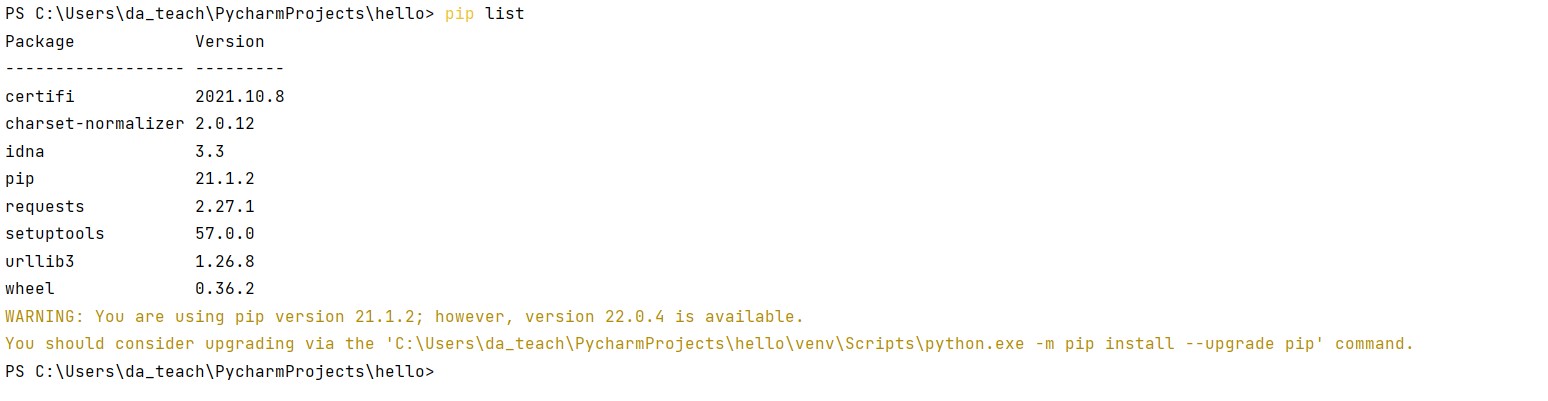 PS C:\Users\da_teach\PycharmProjects\hello> pip list
Package            Version
------------------ ---------
certifi            2021.10.8
charset-normalizer 2.0.12
idna               3.3
pip                21.1.2
requests           2.27.1
setuptools         57.0.0
urllib3            1.26.8
wheel              0.36.2
WARNING: You are using pip version 21.1.2; however, version 22.0.4 is available.
You should consider upgrading via the 'C:\Users\da_teach\PycharmProjects\hello\venv\Scripts\python.exe -m pip install --upgrade pip' command.
PS C:\Users\da_teach\PycharmProjects\hello>